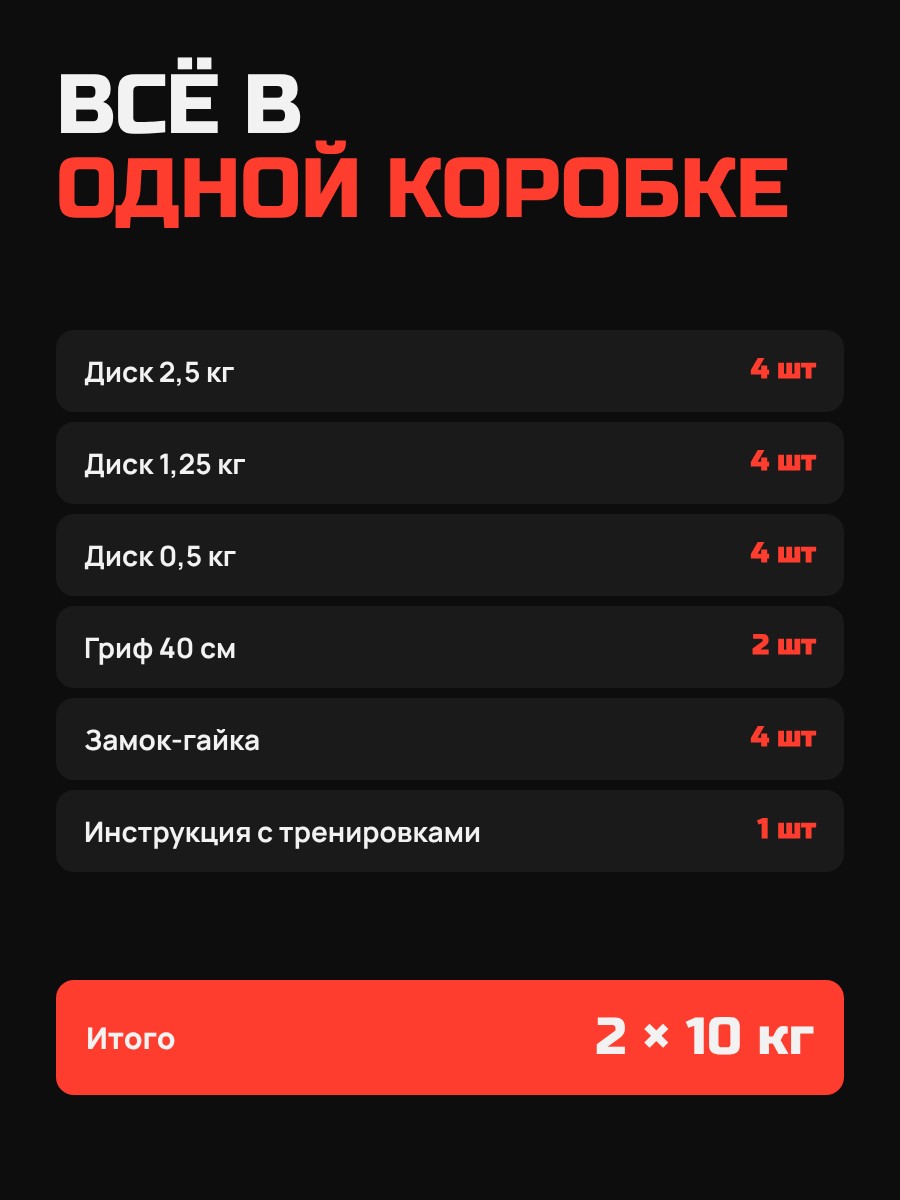 ВСЁ В
ОДНОЙ КОРОБКЕ
Диск 2,5 кг 4 шт
Диск 1,25 кг 4 шт
Диск 0,5 кг 4 шт
Гриф 40 см 2 шт
Замок-гайка 4 шт
Инструкция с тренировками 1 шт
Итого 2 × 10 кг